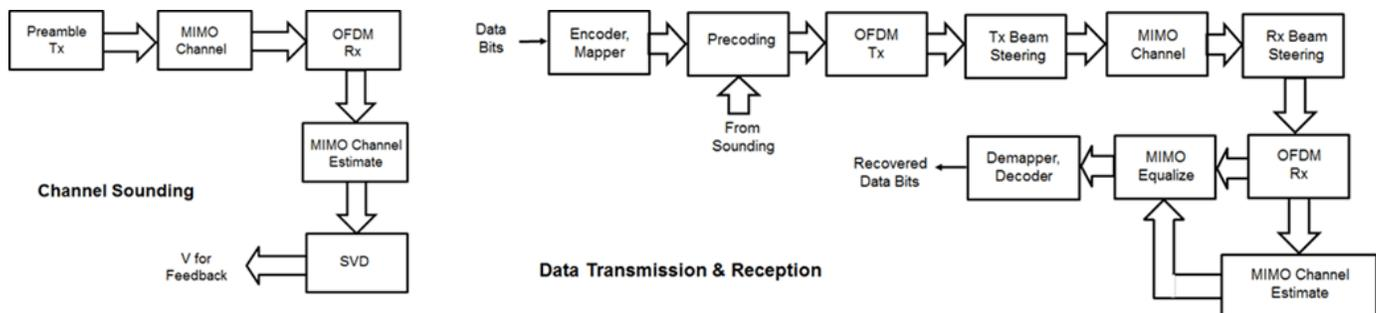 Preamble
Tx
MIMO
Channel
OFDM
Rx
MIMO Channel
Estimate
SVD
V for
Feedback
Channel Sounding
Data
Bits
Encoder,
Mapper
Precoding
From
Sounding
OFDM
Tx
Tx Beam
Steering
MIMO
Channel
Rx Beam
Steering
OFDM
Rx
MIMO
Equalize
Demapper,
Decoder
Recovered
Data Bits
MIMO Channel
Estimate
Data Transmission & Reception